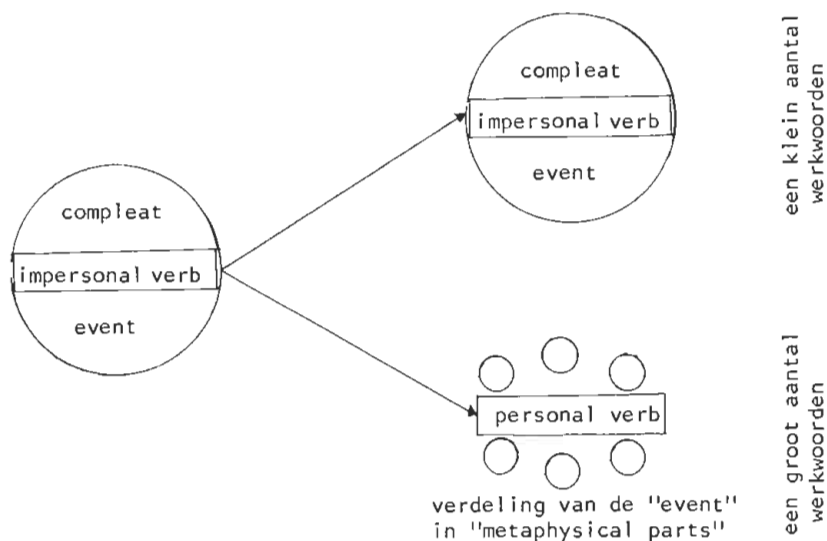 compleat
impersonal verb
event
compleat
impersonal verb
event
een klein aantal
werkwoorden
personal verb
verdeling van de "event"
in "metaphysical parts"
een groot aantal
werkwoorden